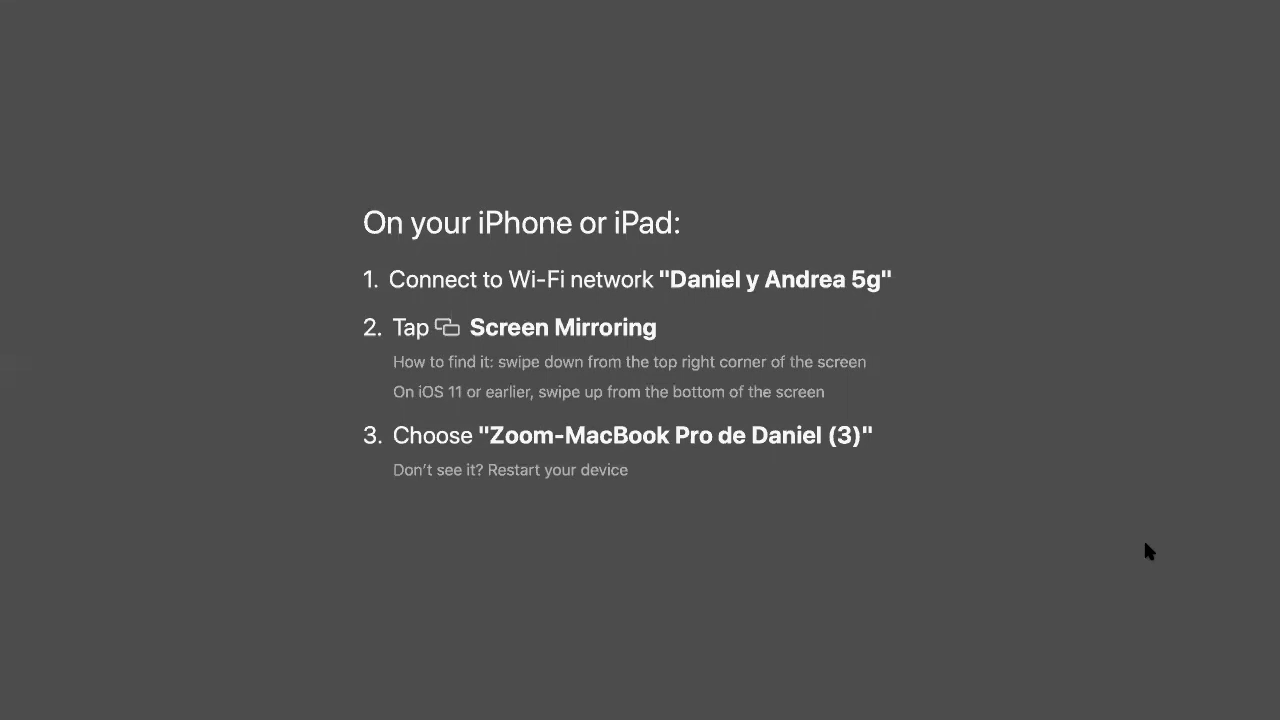 On your iPhone or iPad:
1. Connect to Wi-Fi network "Daniel y Andrea 5g"
2. Tap Screen Mirroring
How to find it: swipe down from the top right corner of the screen
On iOS 11 or earlier, swipe up from the bottom of the screen
3. Choose "Zoom-MacBook Pro de Daniel (3)"
Don't see it? Restart your device